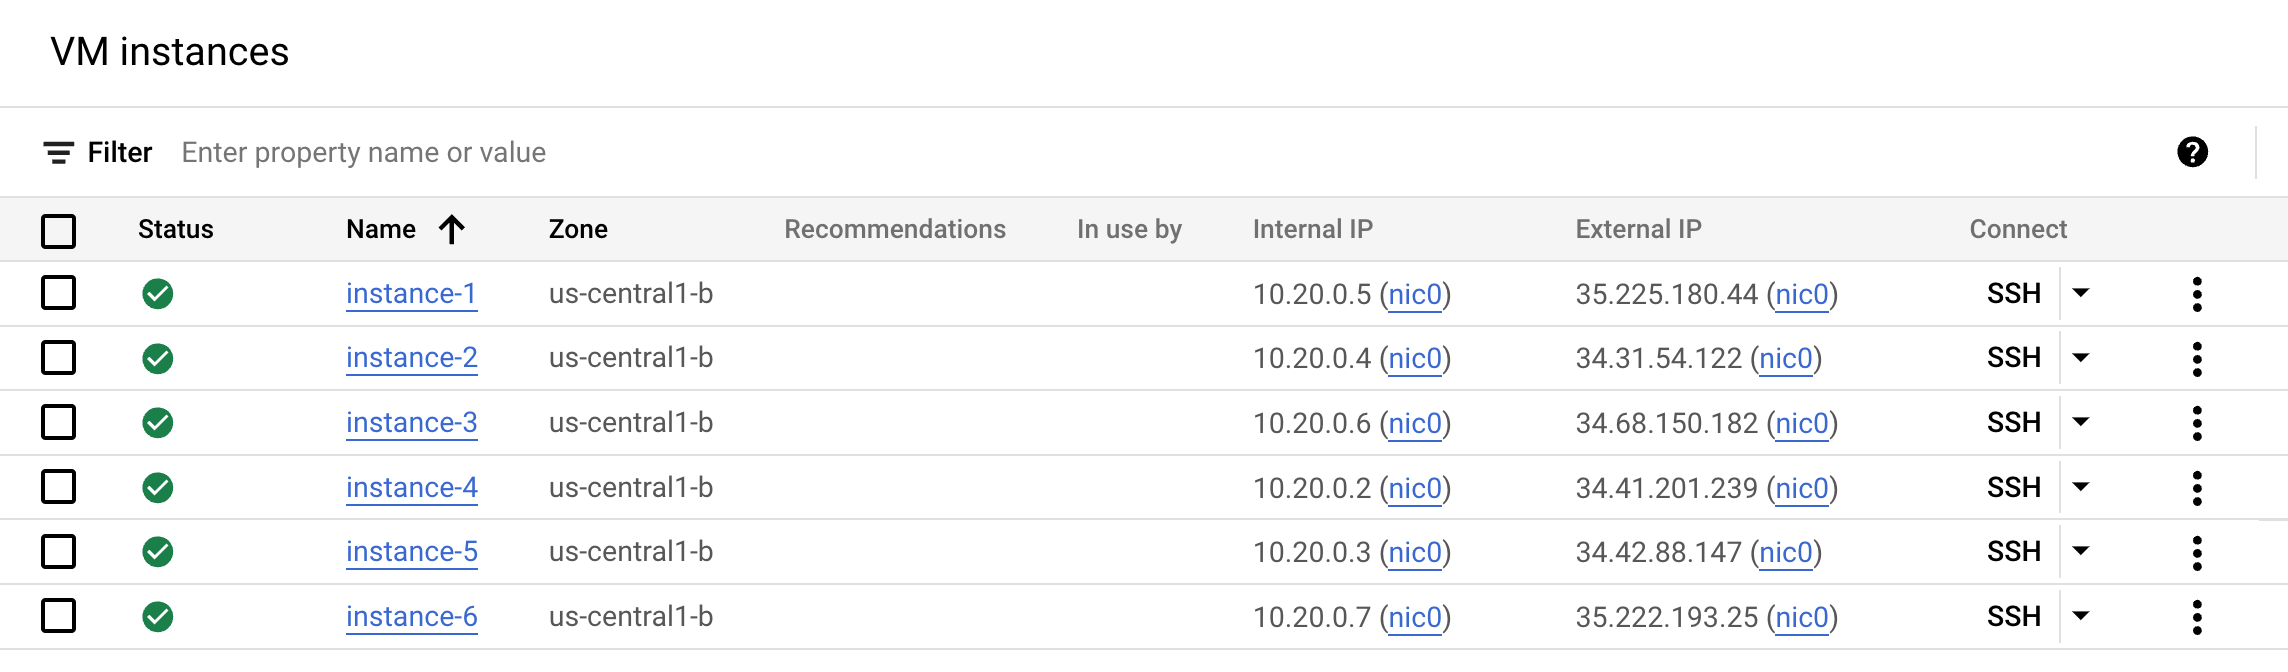 VM instances
Filter Enter property name or value
Status Name Zone Recommendations In use by Internal IP External IP Connect
instance-1 us-central1-b 10.20.0.5 (nic0) 35.225.180.44 (nic0) SSH
instance-2 us-central1-b 10.20.0.4 (nic0) 34.31.54.122 (nic0) SSH
instance-3 us-central1-b 10.20.0.6 (nic0) 34.68.150.182 (nic0) SSH
instance-4 us-central1-b 10.20.0.2 (nic0) 34.41.201.239 (nic0) SSH
instance-5 us-central1-b 10.20.0.3 (nic0) 34.42.88.147 (nic0) SSH
instance-6 us-central1-b 10.20.0.7 (nic0) 35.222.193.25 (nic0) SSH